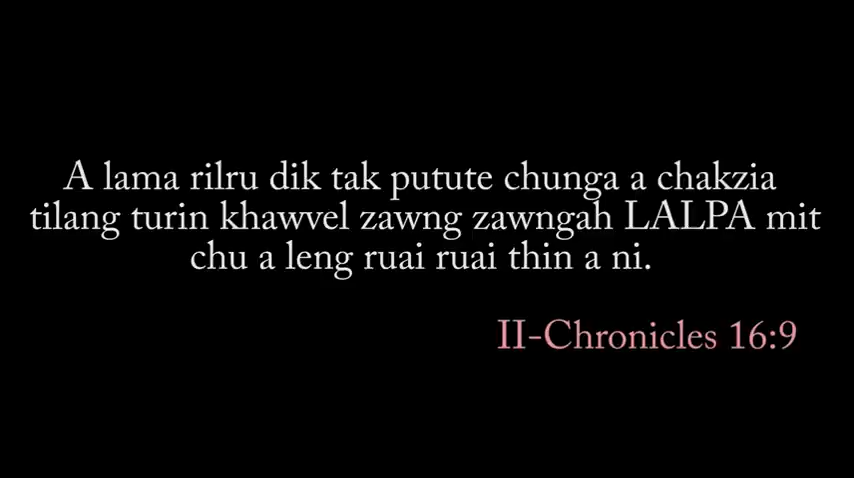 A lama rilru dik tak putute chunga a chakzia
tilang turin khawvel zawng zawngah LALPA mit
chu a leng ruai ruai thin a ni.
II-Chronicles 16:9